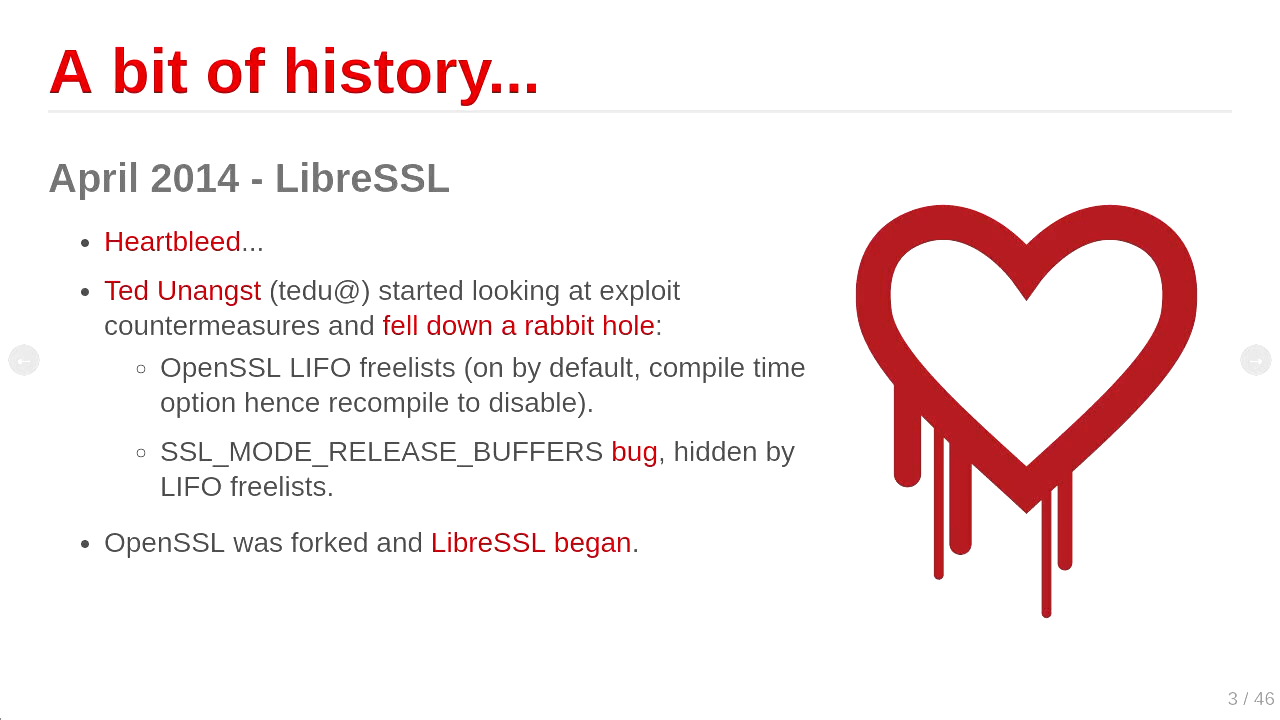 A bit of history...
April 2014 - LibreSSL
• Heartbleed...
• Ted Unangst (tedu@) started looking at exploit
countermeasures and fell down a rabbit hole:
◦ OpenSSL LIFO freelists (on by default, compile time
option hence recompile to disable).
◦ SSL_MODE_RELEASE_BUFFERS bug, hidden by
LIFO freelists.
• OpenSSL was forked and LibreSSL began.
← →
3 / 46